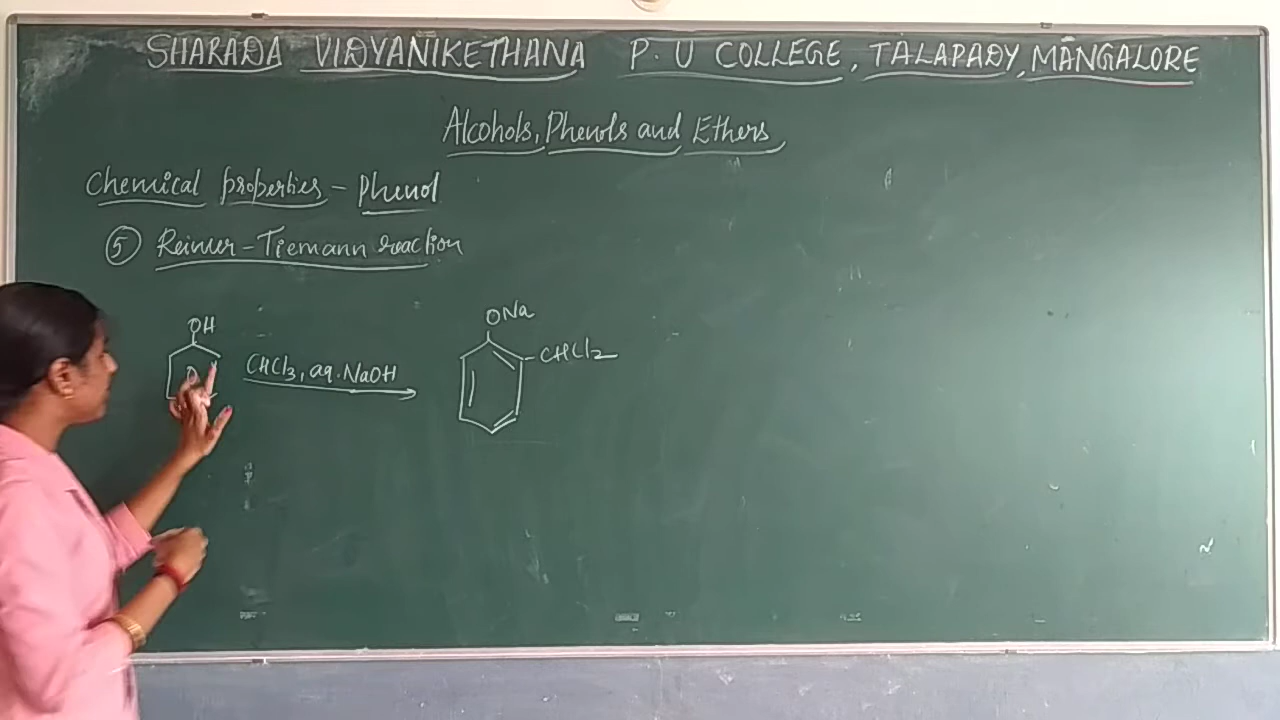 SHARADA VIDYANIKETHANA P.U COLLEGE, TALAPADY, MANGALORE
Alcohols, Phenols and Ethers
Chemical properties - Phenol
⑤ Reimer-Tiemann reaction
OH
CHCl3, aq. NaOH
ONa
CHCl2